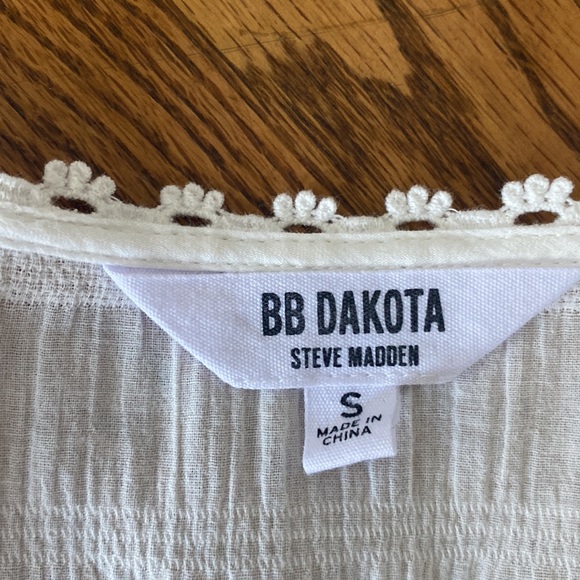 BB DAKOTA
STEVE MADDEN
S
MADE IN
CHINA